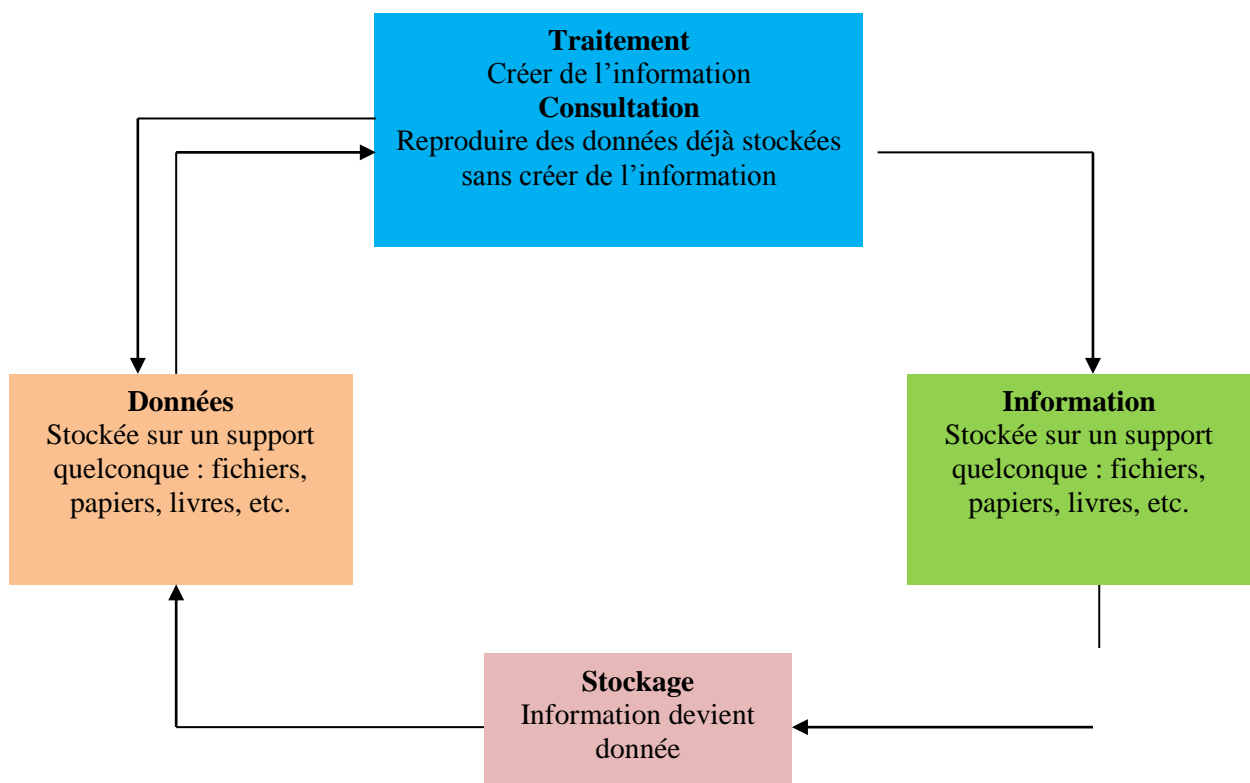 Traitement
Créer de l’information
Consultation
Reproduire des données déjà stockées
sans créer de l’information
Données
Stockée sur un support
quelconque : fichiers,
papiers, livres, etc.
Information
Stockée sur un support
quelconque : fichiers,
papiers, livres, etc.
Stockage
Information devient
donnée